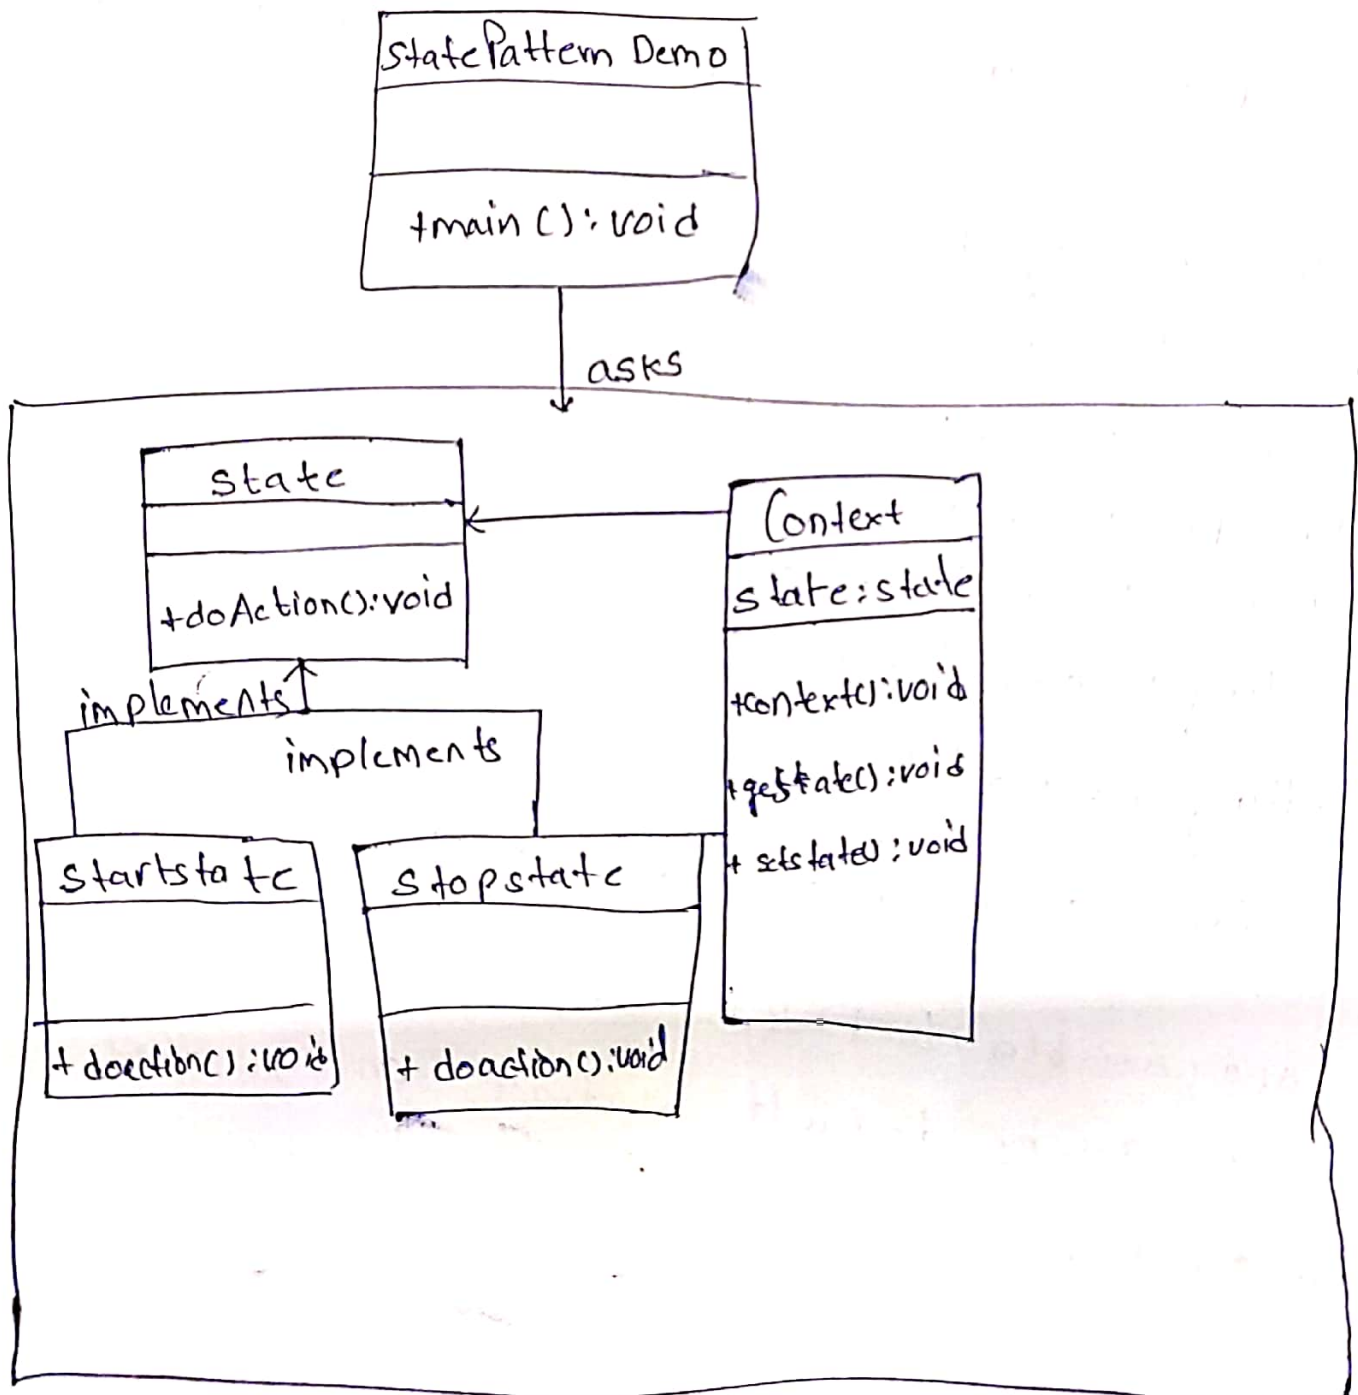 StatePattern Demo
+main():void
asks
state
+doAction():void
Context
state:state
+context():void
+gestate():void
+ setstate():void
implements
implements
startstate
+ doaction():void
stopstate
+ doaction():void